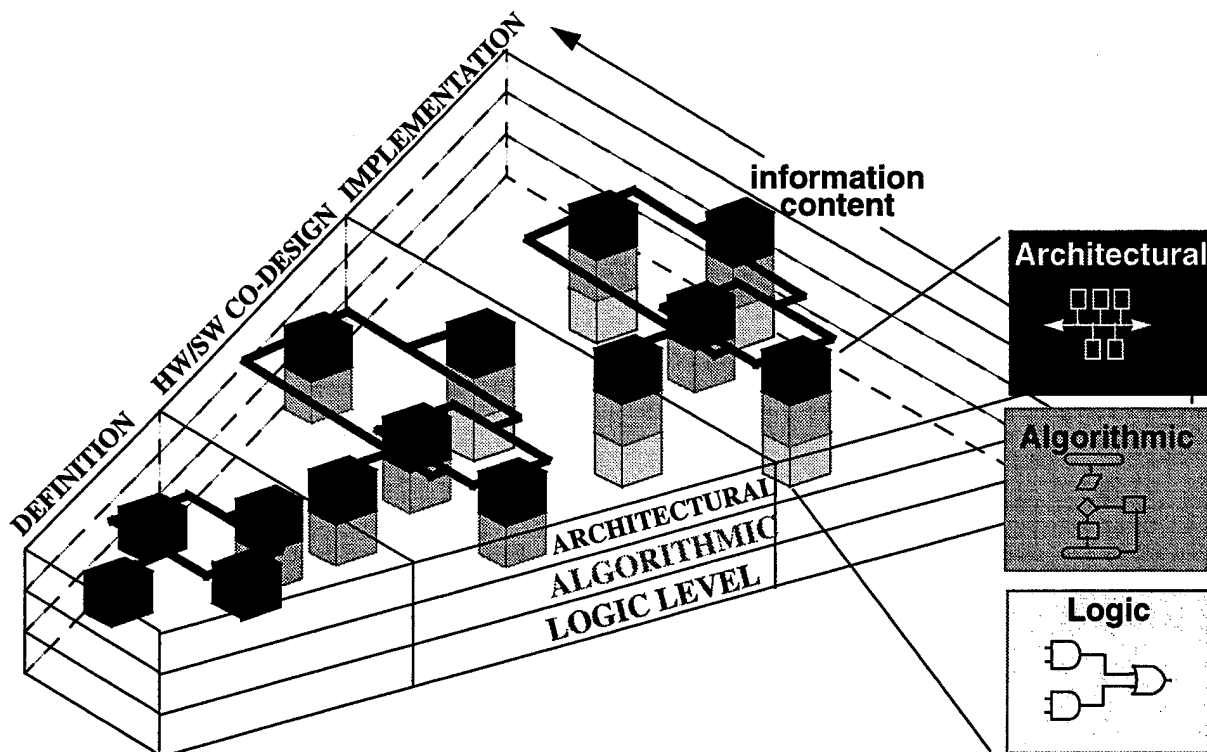 DEFINITION
HW/SW CO-DESIGN
IMPLEMENTATION
information
content
Architectural
Algorithmic
Logic
ARCHITECTURAL
ALGORITHMIC
LOGIC LEVEL